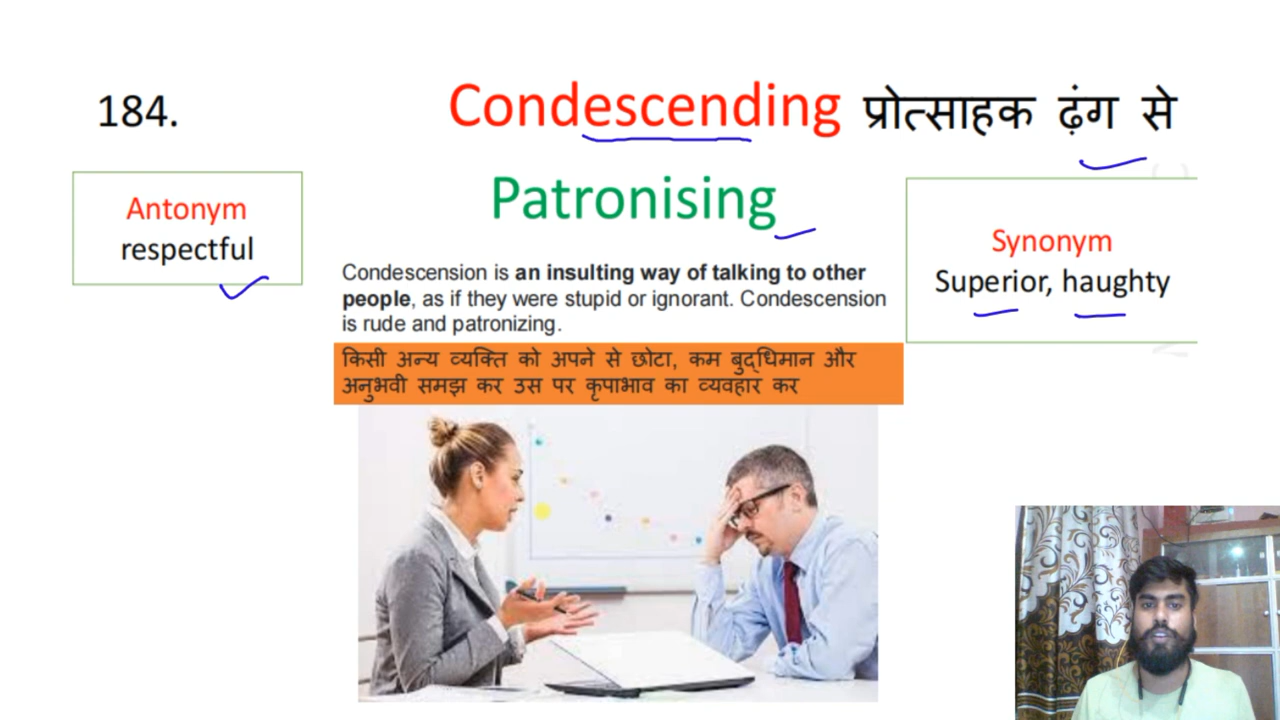 184.
Condescending प्रोत्साहक ढ़ंग से
Patronising
Antonym
respectful
Synonym
Superior, haughty
Condescension is an insulting way of talking to other
people, as if they were stupid or ignorant. Condescension
is rude and patronizing.
किसी अन्य व्यक्ति को अपने से छोटा, कम बुद्धिमान और
अनुभवी समझ कर उस पर कृपाभाव का व्यवहार कर